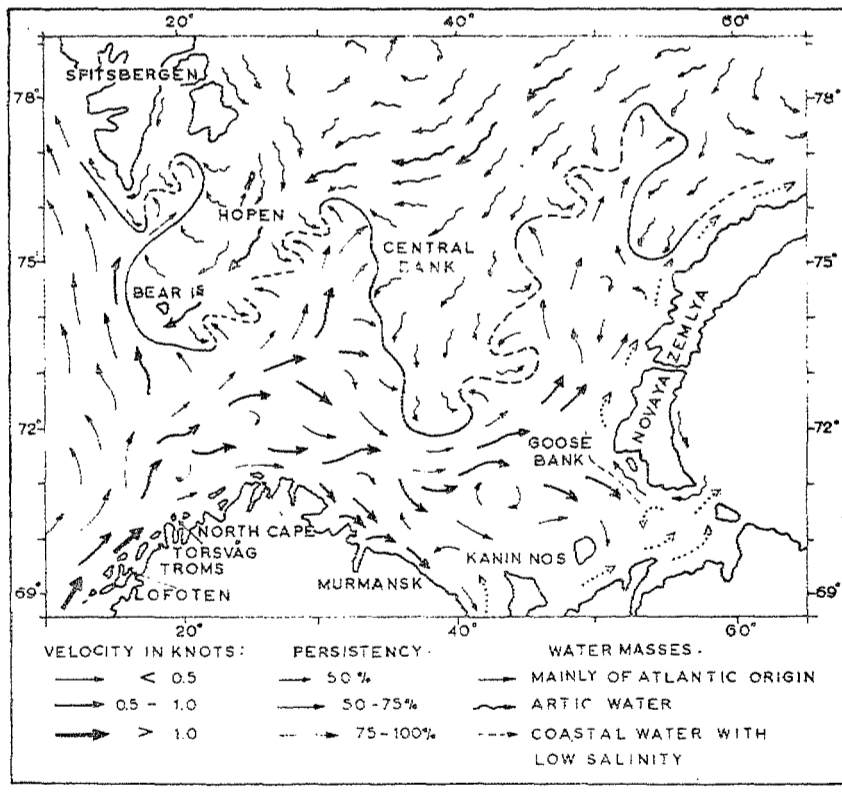 20° 40° 60°
SPITSBERGEN
78° 78°
HOPEN
CENTRAL
BANK
75° 75°
BEAR IS
NOVAYA ZEMLYA
72° 72°
GOOSE
BANK
NORTH CAPE
TORSVÅG
TROMS
KANIN NOS
MURMANSK
LOFOTEN
69° 69°
20° 40° 60°
VELOCITY IN KNOTS: PERSISTENCY. WATER MASSES.
< 0.5 50% MAINLY OF ATLANTIC ORIGIN
0.5 - 1.0 50-75% ARTIC WATER
> 1.0 75-100% COASTAL WATER WITH
LOW SALINITY